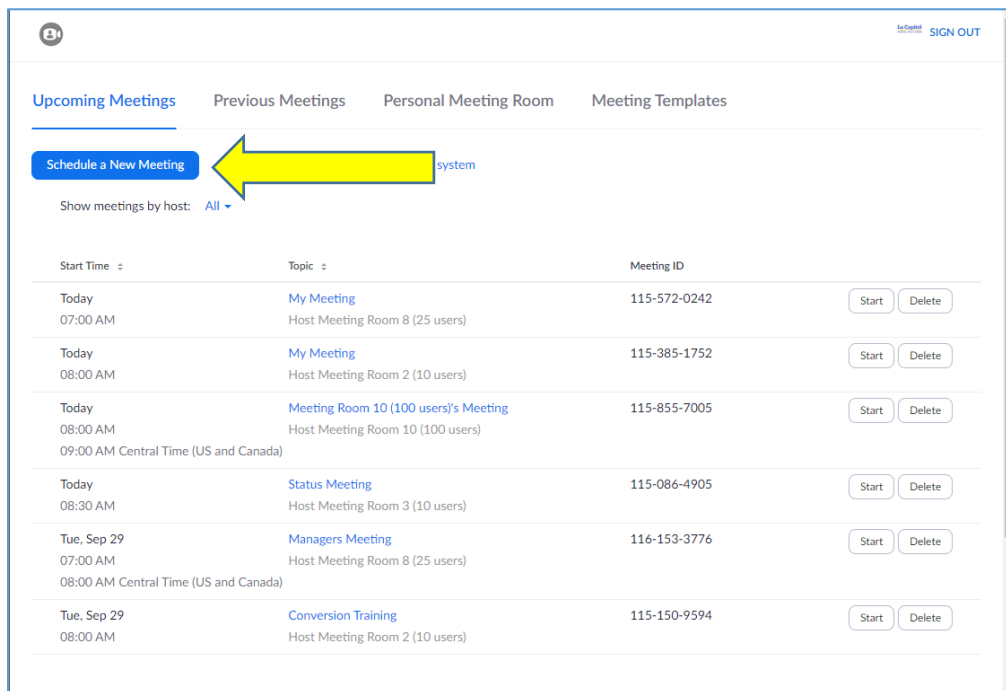 La Capitol SIGN OUT
Upcoming Meetings Previous Meetings Personal Meeting Room Meeting Templates
Schedule a New Meeting system
Show meetings by host: All
Start Time Topic Meeting ID
Today My Meeting 115-572-0242 Start Delete
07:00 AM Host Meeting Room 8 (25 users)
Today My Meeting 115-385-1752 Start Delete
08:00 AM Host Meeting Room 2 (10 users)
Today Meeting Room 10 (100 users)'s Meeting 115-855-7005 Start Delete
08:00 AM Host Meeting Room 10 (100 users)
09:00 AM Central Time (US and Canada)
Today Status Meeting 115-086-4905 Start Delete
08:30 AM Host Meeting Room 3 (10 users)
Tue, Sep 29 Managers Meeting 116-153-3776 Start Delete
07:00 AM Host Meeting Room 8 (25 users)
08:00 AM Central Time (US and Canada)
Tue, Sep 29 Conversion Training 115-150-9594 Start Delete
08:00 AM Host Meeting Room 2 (10 users)